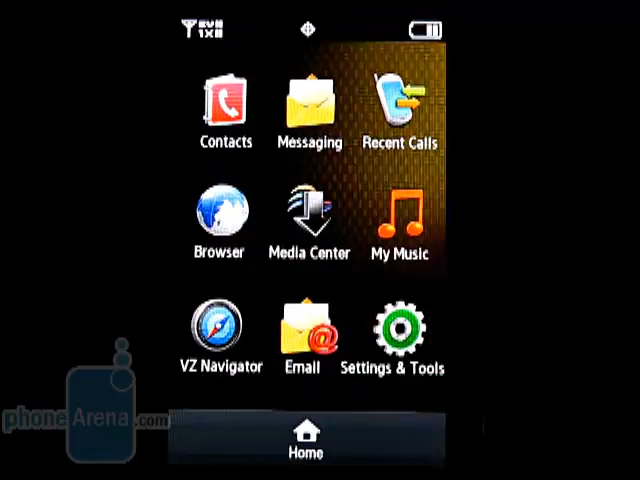 EV
1X
Contacts Messaging Recent Calls
Browser Media Center My Music
VZ Navigator Email Settings & Tools
phoneArena.com
Home